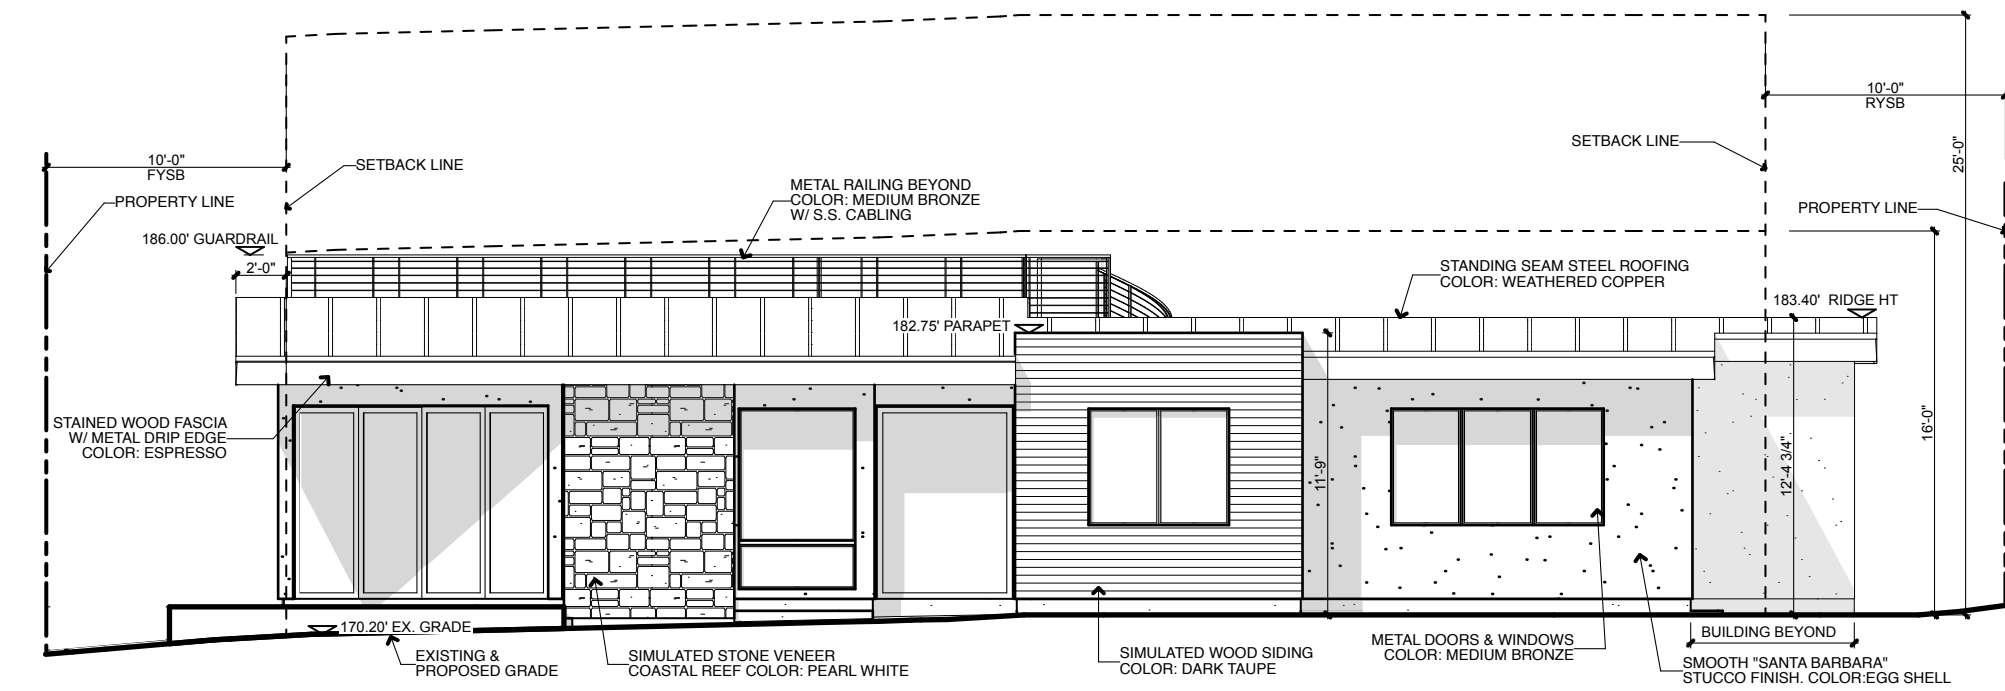 10'-0"
RYSB
25'-0"
SETBACK LINE
10'-0"
FYSB
SETBACK LINE
METAL RAILING BEYOND
COLOR: MEDIUM BRONZE
W/ S.S. CABLING
PROPERTY LINE
PROPERTY LINE
186.00' GUARDRAIL
2'-0"
STANDING SEAM STEEL ROOFING
COLOR: WEATHERED COPPER
183.40' RIDGE HT
182.75' PARAPET
STAINED WOOD FASCIA
W/ METAL DRIP EDGE
COLOR: ESPRESSO
11'-9"
12'-4 3/4"
16'-0"
170.20' EX. GRADE
EXISTING &
PROPOSED GRADE
SIMULATED STONE VENEER
COASTAL REEF COLOR: PEARL WHITE
SIMULATED WOOD SIDING
COLOR: DARK TAUPE
METAL DOORS & WINDOWS
COLOR: MEDIUM BRONZE
BUILDING BEYOND
SMOOTH "SANTA BARBARA"
STUCCO FINISH, COLOR:EGG SHELL